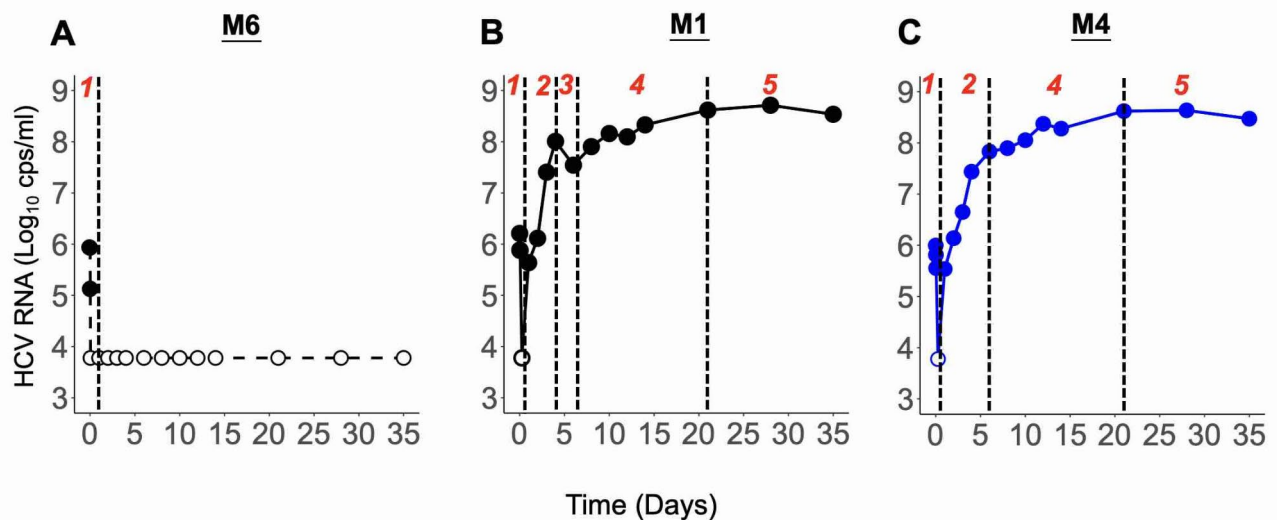 A M6 B M1 C M4
1 1 2 3 4 5 1 2 4 5
9 9 9
8 8 8
7 7 7
6 6 6
5 5 5
4 4 4
3 3 3
HCV RNA (Log₁₀ cps/ml)
0 5 10 15 20 25 30 35 0 5 10 15 20 25 30 35 0 5 10 15 20 25 30 35
Time (Days)